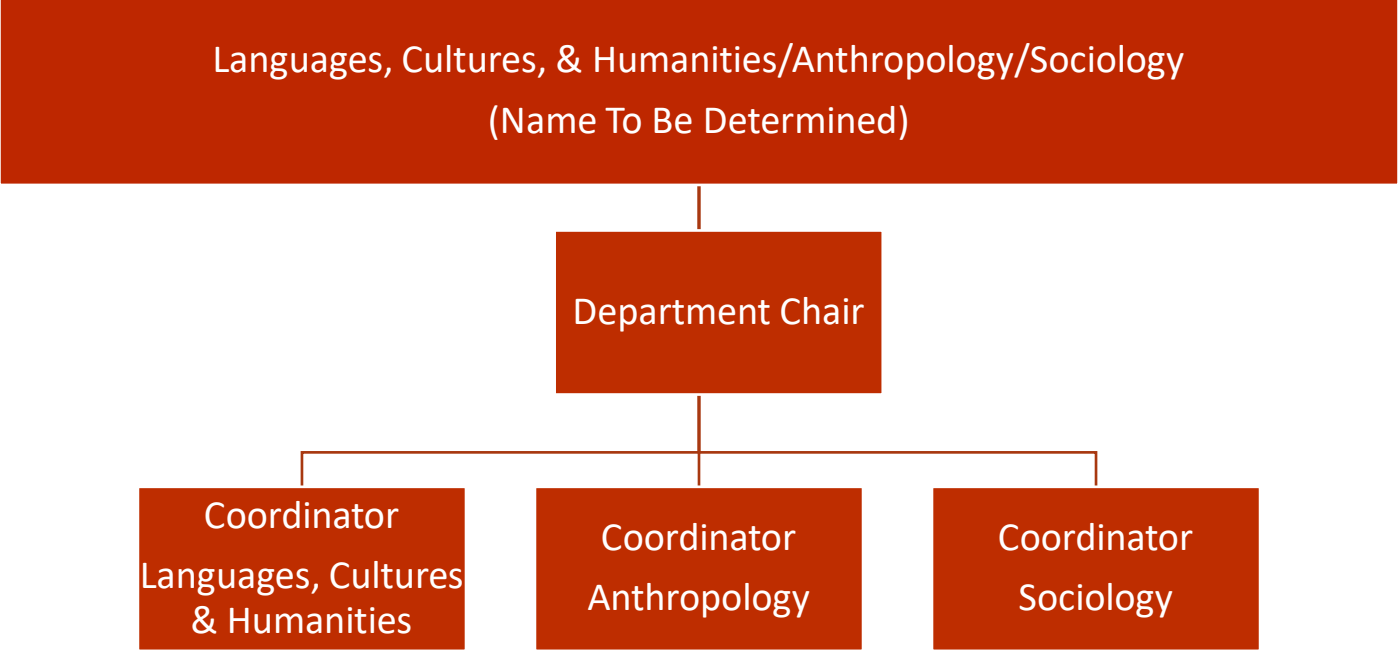 Languages, Cultures, & Humanities/Anthropology/Sociology
(Name To Be Determined)
Department Chair
Coordinator
Languages, Cultures
& Humanities
Coordinator
Anthropology
Coordinator
Sociology